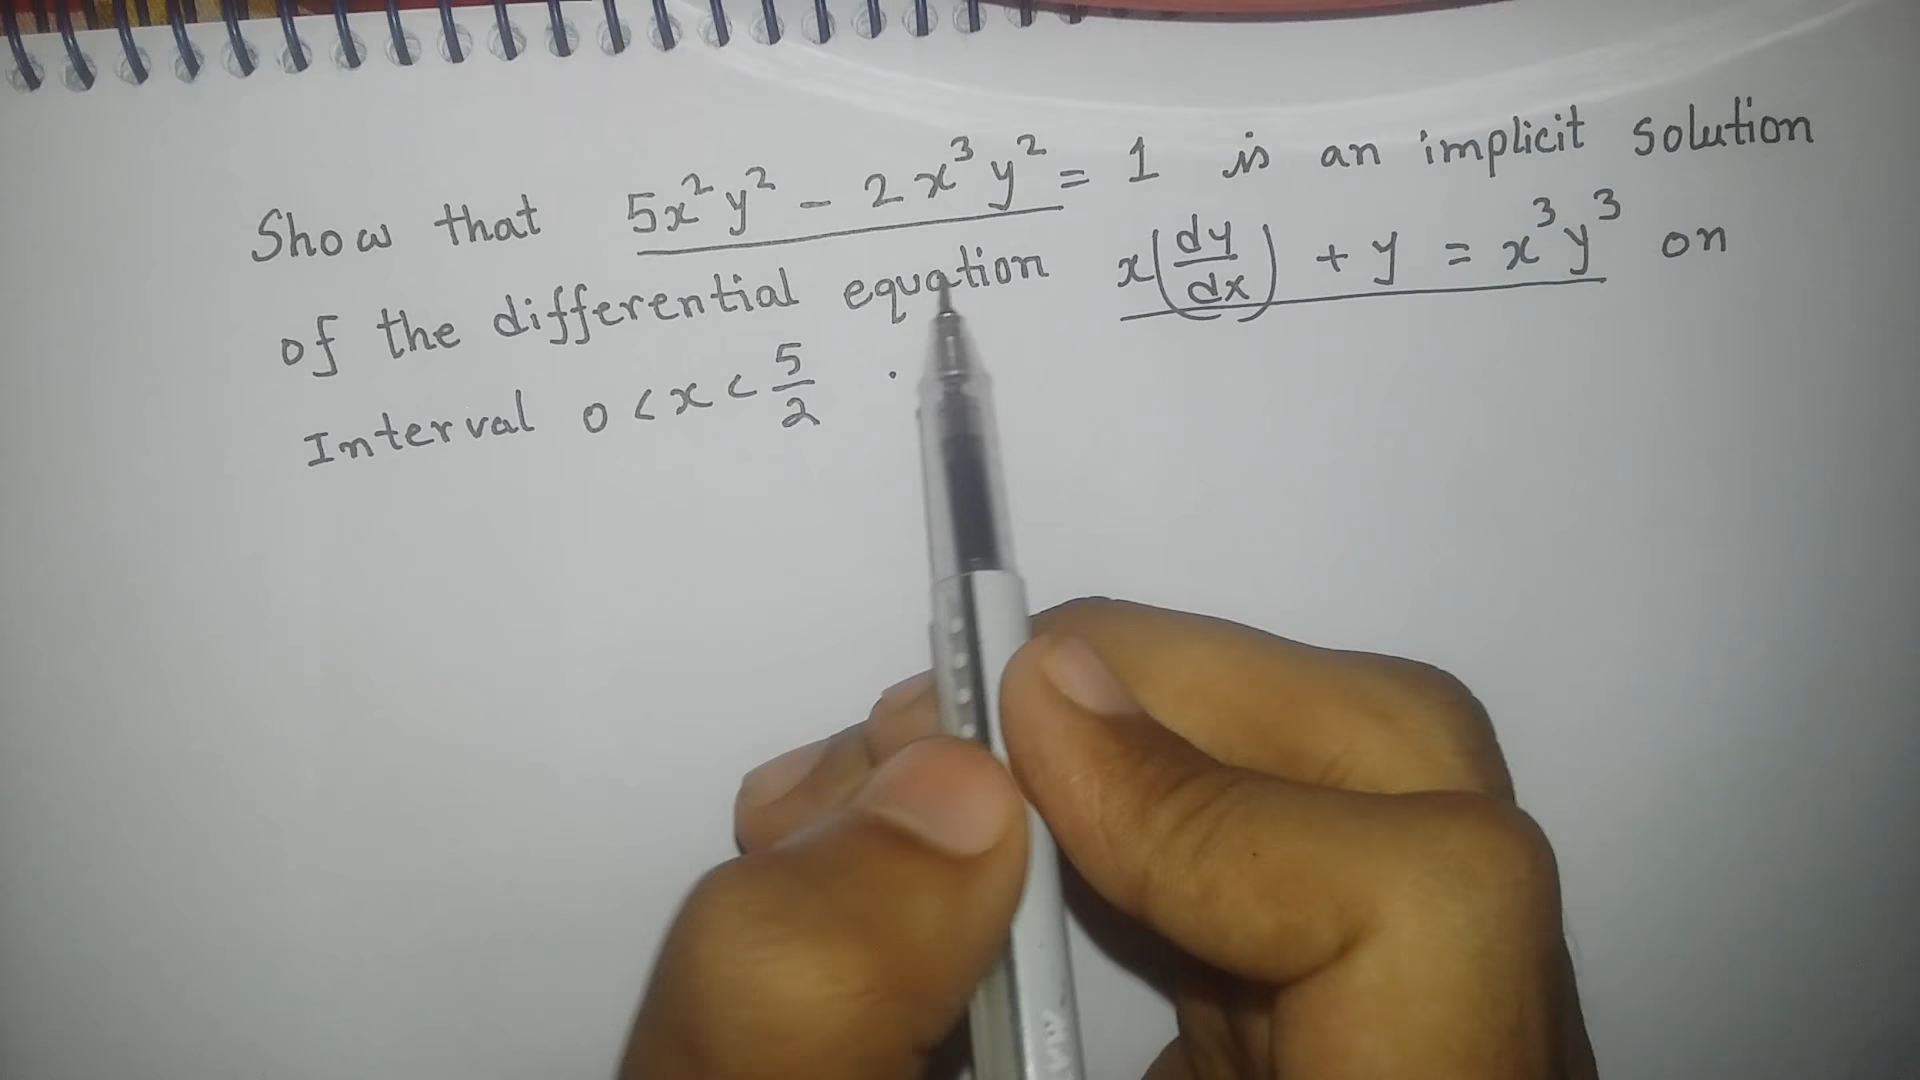 Show that 5x²y² - 2x³y² = 1 is an implicit solution
of the differential equation x(dy/dx) + y = x³y³ on
Interval 0 < x < 5/2 .